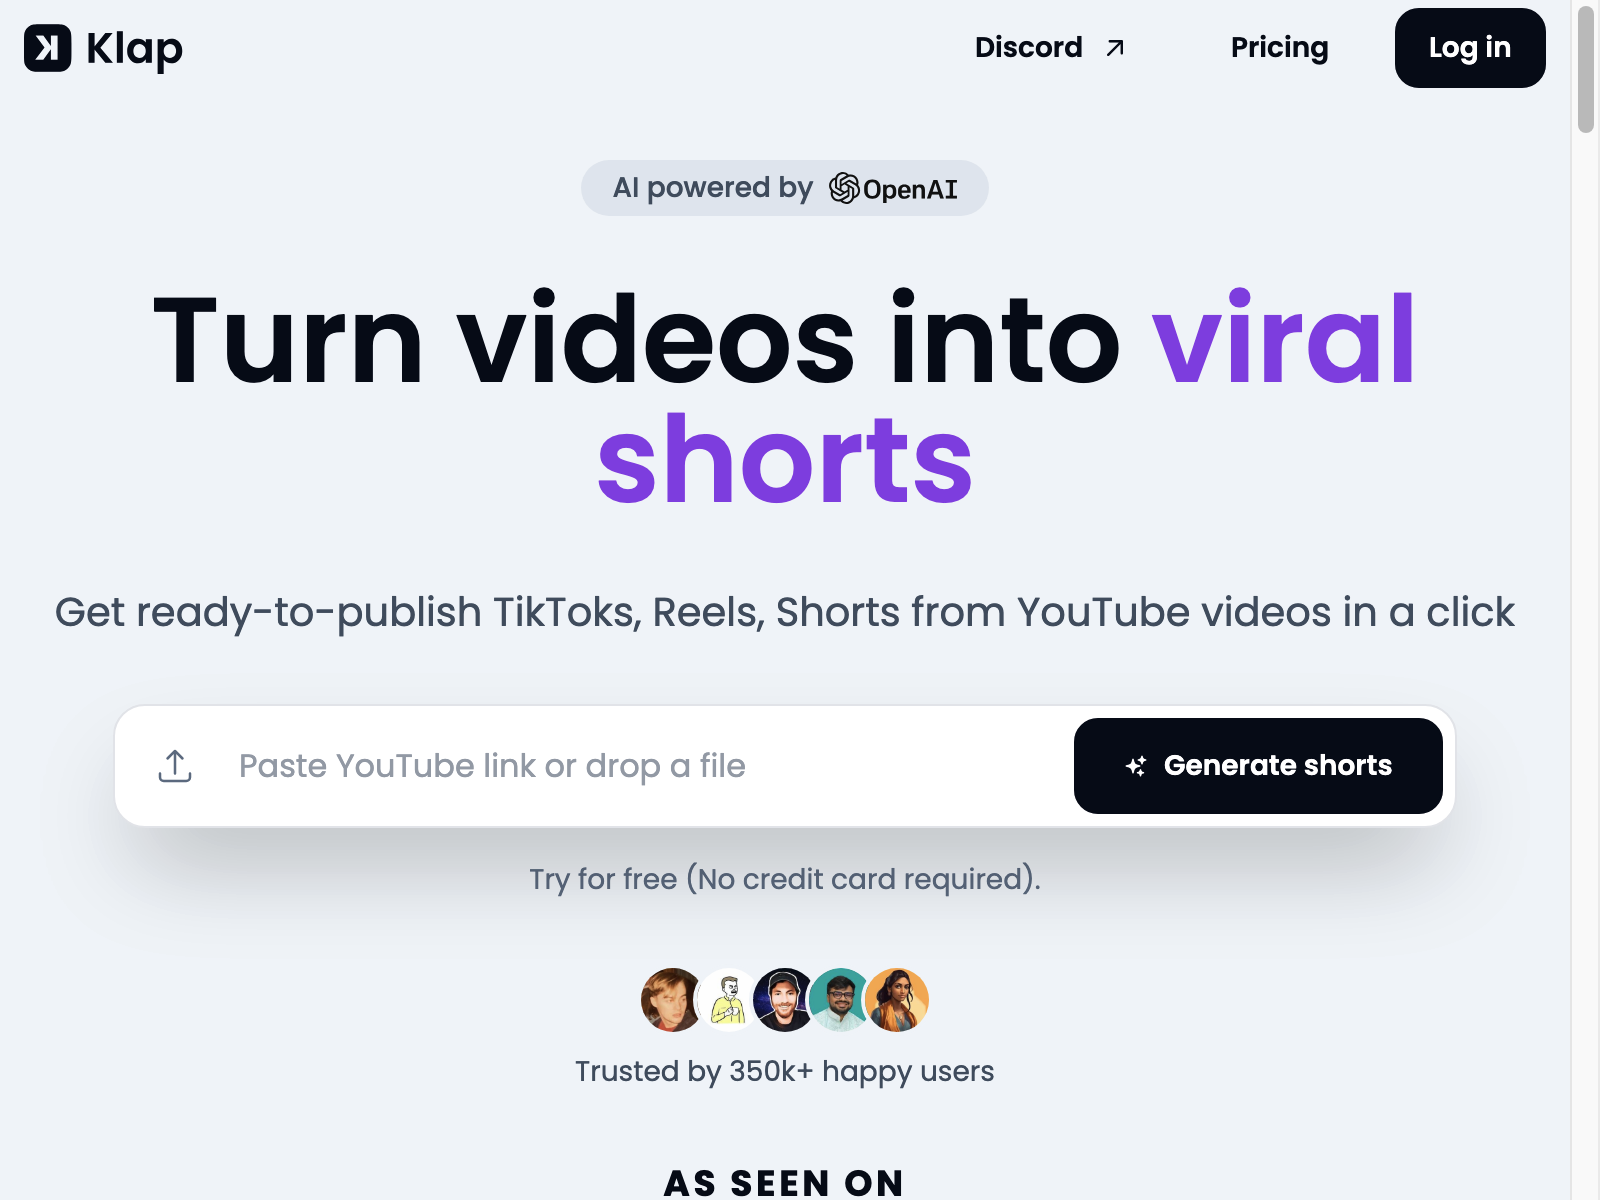 Klap
Discord
Pricing
Log in
AI powered by OpenAI
Turn videos into viral
shorts
Get ready-to-publish TikToks, Reels, Shorts from YouTube videos in a click
Paste YouTube link or drop a file
Generate shorts
Try for free (No credit card required).
Trusted by 350k+ happy users
AS SEEN ON